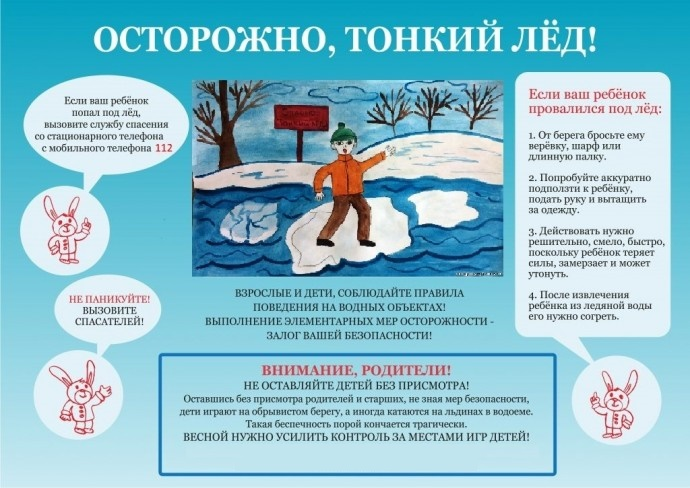 ОСТОРОЖНО, ТОНКИЙ ЛЁД!
Если ваш ребёнок
попал под лёд,
вызовите службу спасения
со стационарного телефона
с мобильного телефона 112
НЕ ПАНИКУЙТЕ!
ВЫЗОВИТЕ
СПАСАТЕЛЕЙ!
ВЗРОСЛЫЕ И ДЕТИ, СОБЛЮДАЙТЕ ПРАВИЛА
ПОВЕДЕНИЯ НА ВОДНЫХ ОБЪЕКТАХ!
ВЫПОЛНЕНИЕ ЭЛЕМЕНТАРНЫХ МЕР ОСТОРОЖНОСТИ -
ЗАЛОГ ВАШЕЙ БЕЗОПАСНОСТИ!
ВНИМАНИЕ, РОДИТЕЛИ!
НЕ ОСТАВЛЯЙТЕ ДЕТЕЙ БЕЗ ПРИСМОТРА!
Оставшись без присмотра родителей и старших, не зная мер безопасности,
дети играют на обрывистом берегу, а иногда катаются на льдинах в водоеме.
Такая беспечность порой кончается трагически.
ВЕСНОЙ НУЖНО УСИЛИТЬ КОНТРОЛЬ ЗА МЕСТАМИ ИГР ДЕТЕЙ!
Если ваш ребёнок
провалился под лёд:
1. От берега бросьте ему
верёвку, шарф или
длинную палку.
2. Попробуйте аккуратно
подползти к ребёнку,
подать руку и вытащить
за одежду.
3. Действовать нужно
решительно, смело, быстро,
поскольку ребёнок теряет
силы, замерзает и может
утонуть.
4. После извлечения
ребёнка из ледяной воды
его нужно согреть.